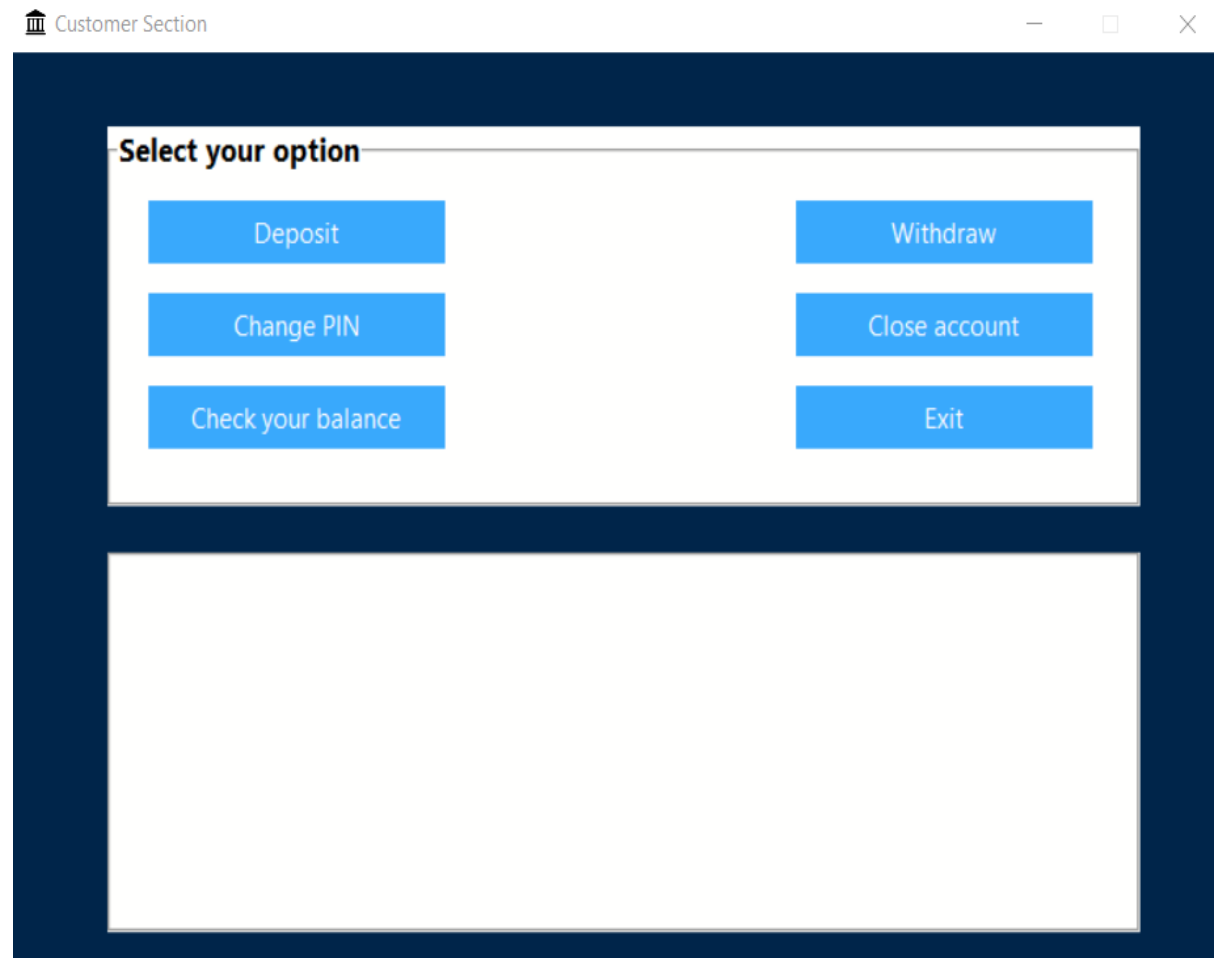 Customer Section
Select your option
Deposit
Withdraw
Change PIN
Close account
Check your balance
Exit